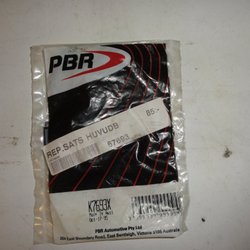 PBR
REP.SATS HUVUDB
57693
85:-
K7693X
PBR Automotive Pty Ltd
East Boundary Road, East Bentleigh, Victoria 3165 Australia